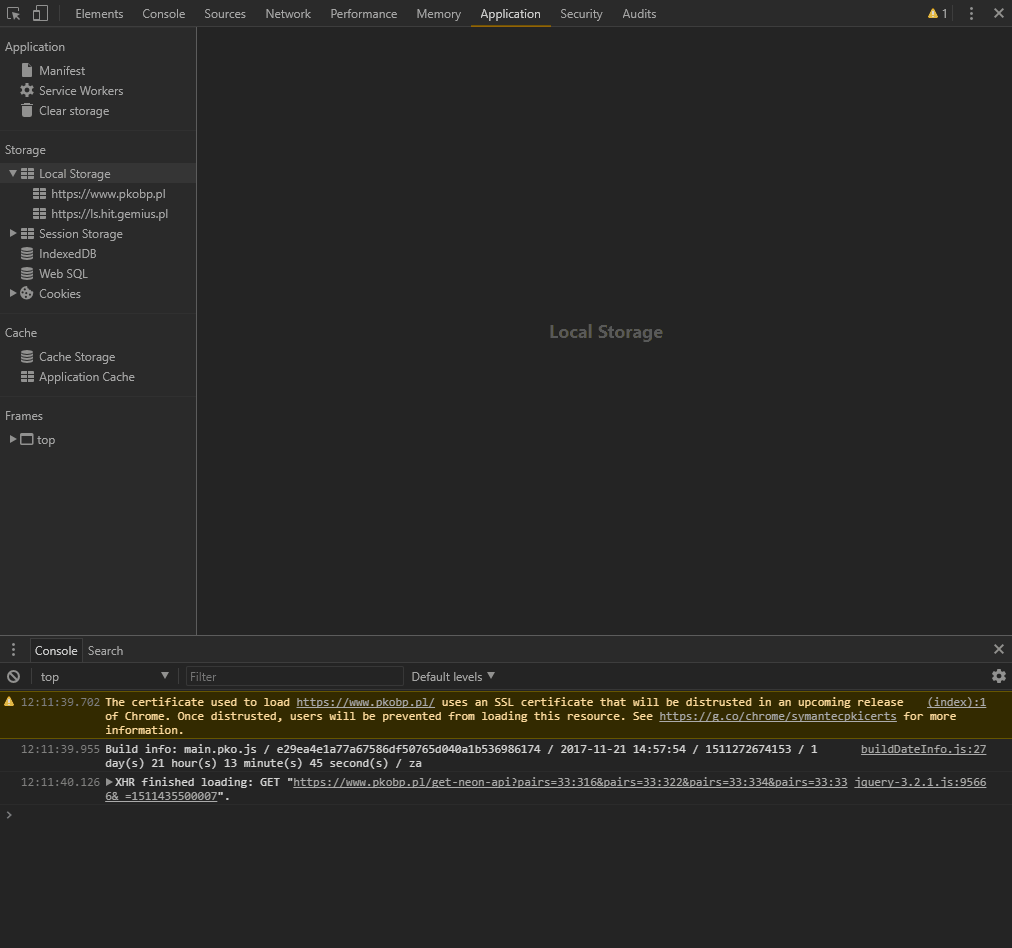 Elements Console Sources Network Performance Memory Application Security Audits 1
Application
Manifest
Service Workers
Clear storage
Storage
Local Storage
https://www.pkobp.pl
https://ls.hit.gemius.pl
Session Storage
IndexedDB
Web SQL
Cookies
Cache
Cache Storage
Application Cache
Frames
top
Local Storage
Console Search
top Filter Default levels
12:11:39.702 The certificate used to load https://www.pkobp.pl/ uses an SSL certificate that will be distrusted in an upcoming release (index):1
of Chrome. Once distrusted, users will be prevented from loading this resource. See https://g.co/chrome/symantecpkicerts for more
information.
12:11:39.955 Build info: main.pko.js / e29ea4e1a77a67586df50765d040a1b536986174 / 2017-11-21 14:57:54 / 1511272674153 / 1 buildDateInfo.js:27
day(s) 21 hour(s) 13 minute(s) 45 second(s) / za
12:11:40.126 XHR finished loading: GET "https://www.pkobp.pl/get-neon-api?pairs=33:316&pairs=33:322&pairs=33:334&pairs=33:33 jquery-3.2.1.js:9566
6&_=1511435500007".